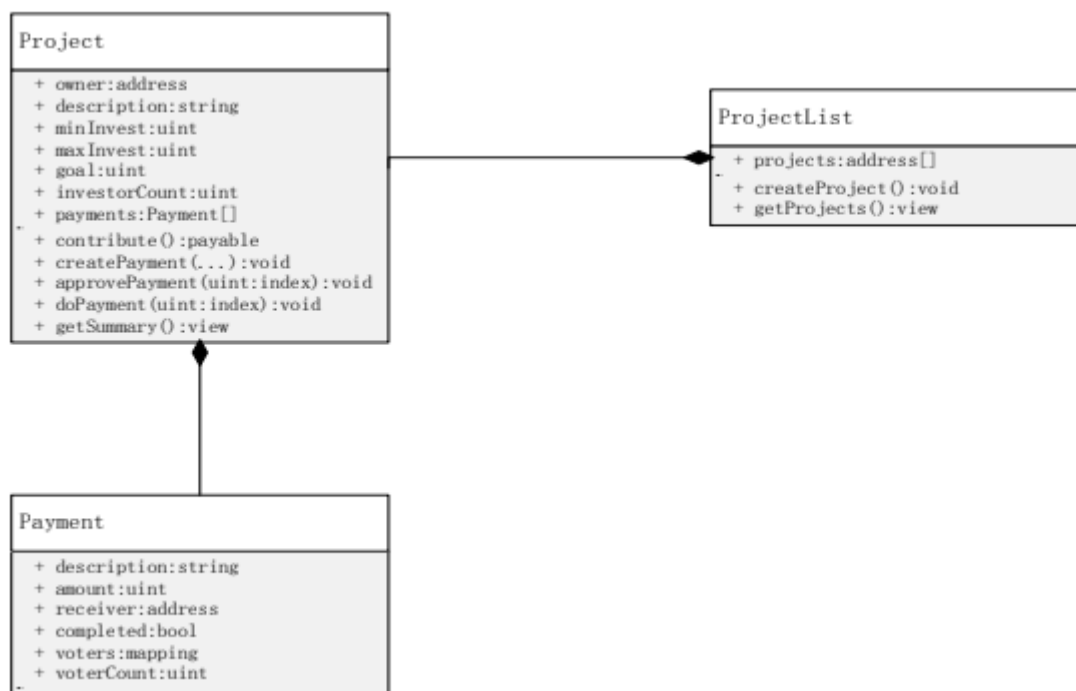 Project
+ owner:address
+ description:string
+ minInvest:uint
+ maxInvest:uint
+ goal:uint
+ investorCount:uint
+ payments:Payment[]
+ contribute():payable
+ createPayment(...):void
+ approvePayment(uint:index):void
+ doPayment(uint:index):void
+ getSummary():view
ProjectList
+ projects:address[]
+ createProject():void
+ getProjects():view
Payment
+ description:string
+ amount:uint
+ receiver:address
+ completed:bool
+ voters:mapping
+ voterCount:uint